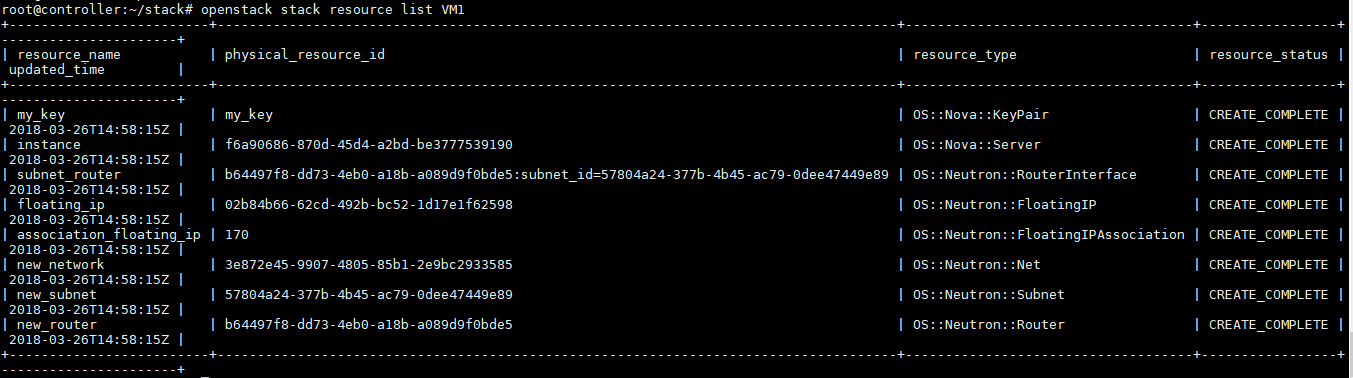 root@controller:~/stack# openstack stack resource list VM1
+-------------------------+-----------------------------------------------------------------------------------+-----------------------------------+-----------------+
---------------------+
| resource_name | physical_resource_id | resource_type | resource_status |
updated_time |
+-------------------------+-----------------------------------------------------------------------------------+-----------------------------------+-----------------+
---------------------+
| my_key | my_key | OS::Nova::KeyPair | CREATE_COMPLETE |
2018-03-26T14:58:15Z |
| instance | f6a90686-870d-45d4-a2bd-be3777539190 | OS::Nova::Server | CREATE_COMPLETE |
2018-03-26T14:58:15Z |
| subnet_router | b64497f8-dd73-4eb0-a18b-a089d9f0bde5:subnet_id=57804a24-377b-4b45-ac79-0dee47449e89 | OS::Neutron::RouterInterface | CREATE_COMPLETE |
2018-03-26T14:58:15Z |
| floating_ip | 02b84b66-62cd-492b-bc52-1d17e1f62598 | OS::Neutron::FloatingIP | CREATE_COMPLETE |
2018-03-26T14:58:15Z |
| association_floating_ip | 170 | OS::Neutron::FloatingIPAssociation | CREATE_COMPLETE |
2018-03-26T14:58:15Z |
| new_network | 3e872e45-9907-4805-85b1-2e9bc2933585 | OS::Neutron::Net | CREATE_COMPLETE |
2018-03-26T14:58:15Z |
| new_subnet | 57804a24-377b-4b45-ac79-0dee47449e89 | OS::Neutron::Subnet | CREATE_COMPLETE |
2018-03-26T14:58:15Z |
| new_router | b64497f8-dd73-4eb0-a18b-a089d9f0bde5 | OS::Neutron::Router | CREATE_COMPLETE |
2018-03-26T14:58:15Z |
+-------------------------+-----------------------------------------------------------------------------------+-----------------------------------+-----------------+
---------------------+